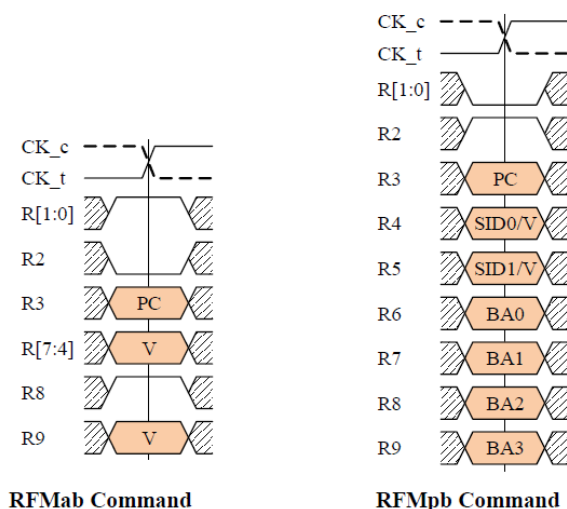 CK_c
CK_t
R[1:0]
R2
R3 PC
R[7:4] V
R8
R9 V
RFMab Command
CK_c
CK_t
R[1:0]
R2
R3 PC
R4 SID0/V
R5 SID1/V
R6 BA0
R7 BA1
R8 BA2
R9 BA3
RFMpb Command